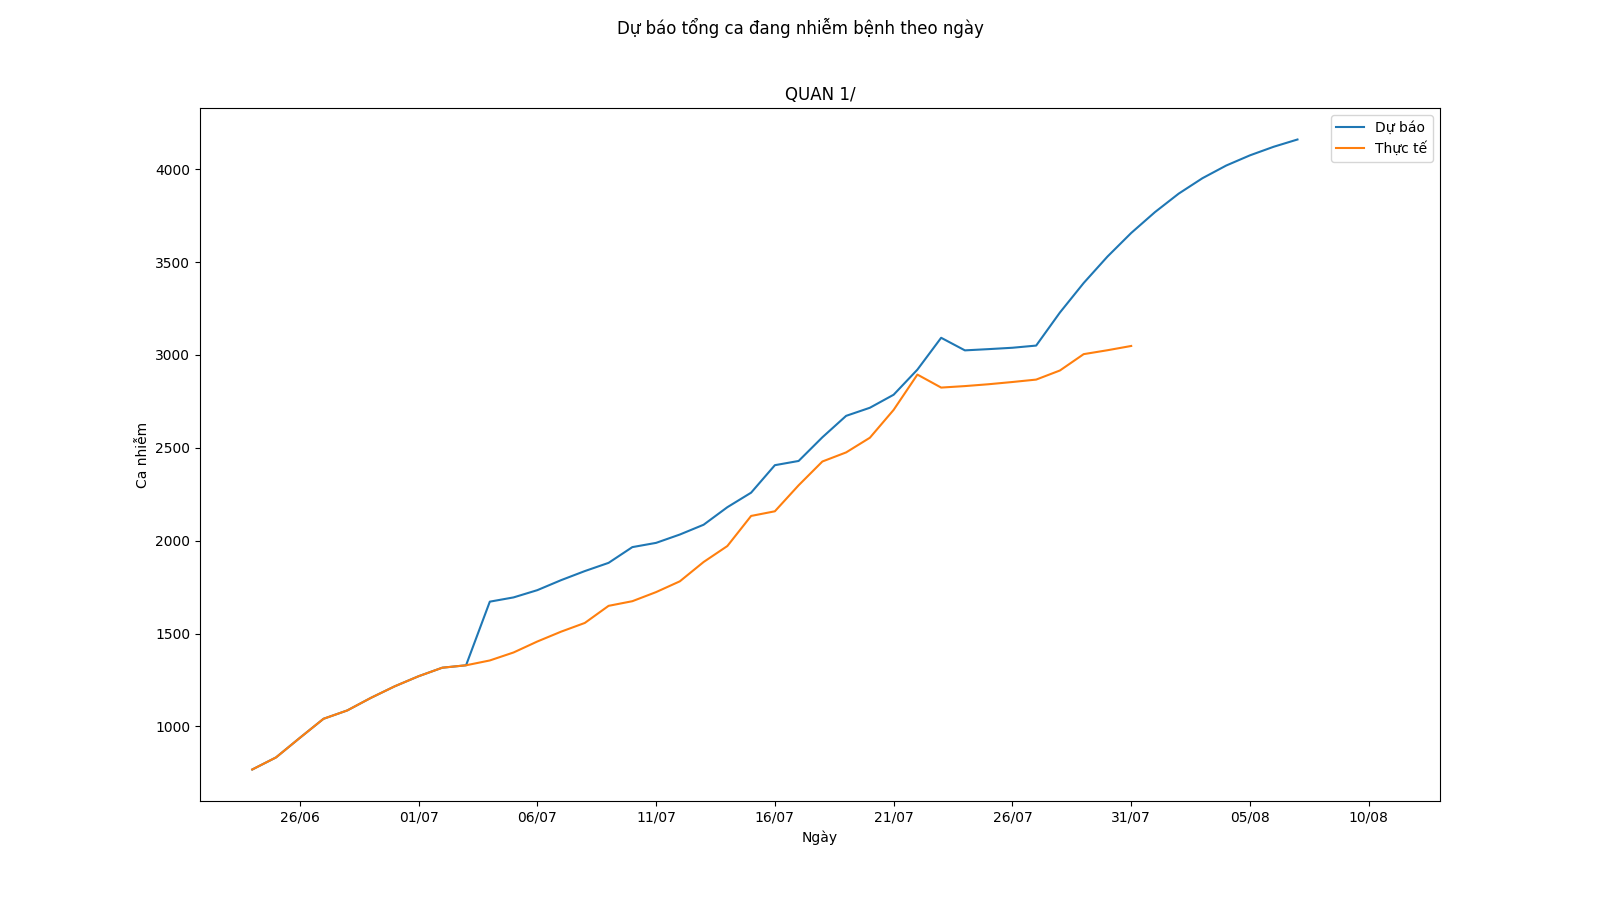 Dự báo tổng ca đang nhiễm bệnh theo ngày
QUAN 1/
Dự báo
Thực tế
4000
3500
3000
2500
2000
1500
1000
Ca nhiễm
26/06 01/07 06/07 11/07 16/07 21/07 26/07 31/07 05/08 10/08
Ngày